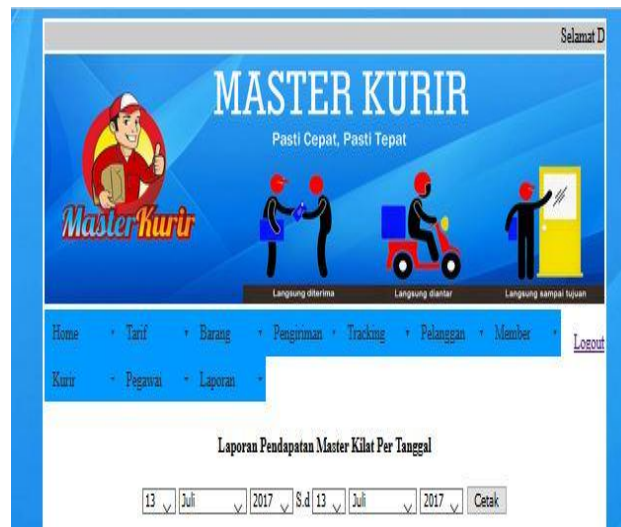 Selamat D
MASTER KURIR
Pasti Cepat, Pasti Tepat
MasterKurir
Langsung diterima Langsung diantar Langsung sampai tujuan
Home Tarif Barang Pengiriman Tracking Pelanggan Member Logout
Kurir Pegawai Laporan
Laporan Pendapatan Master Kilat Per Tanggal
13 Juli 2017 S.d 13 Juli 2017 Cetak